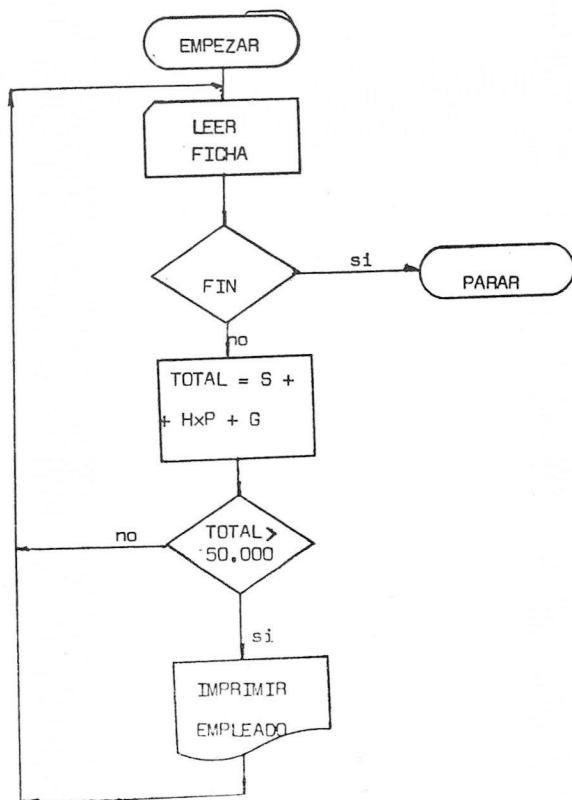 EMPEZAR
LEER
FICHA
FIN
si
PARAR
no
TOTAL = S +
+ HxP + G
TOTAL>
50.000
no
si
IMPRIMIR
EMPLEADO